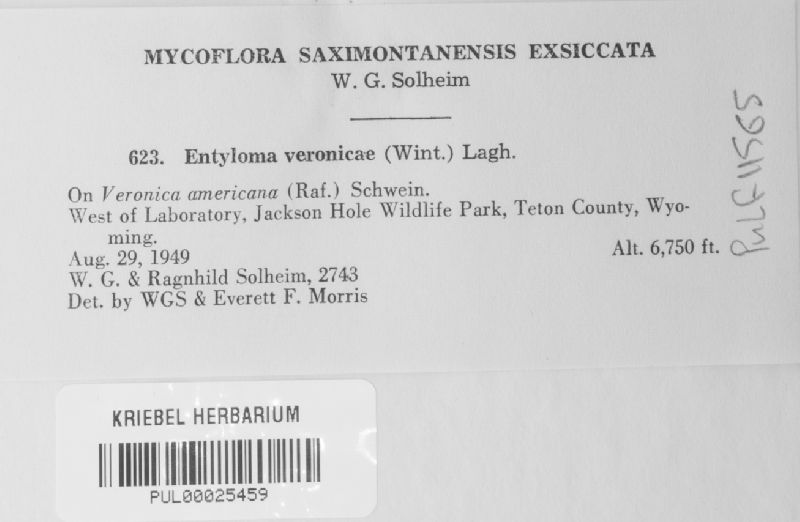 MYCOFLORA SAXIMONTANENSIS EXSICCATA
W. G. Solheim
623. Entyloma veronicae (Wint.) Lagh.
On Veronica americana (Raf.) Schwein.
West of Laboratory, Jackson Hole Wildlife Park, Teton County, Wyo-
ming.
Alt. 6,750 ft.
Aug. 29, 1949
W. G. & Ragnhild Solheim, 2743
Det. by WGS & Everett F. Morris
PULF11565
KRIEBEL HERBARIUM
PUL00025459